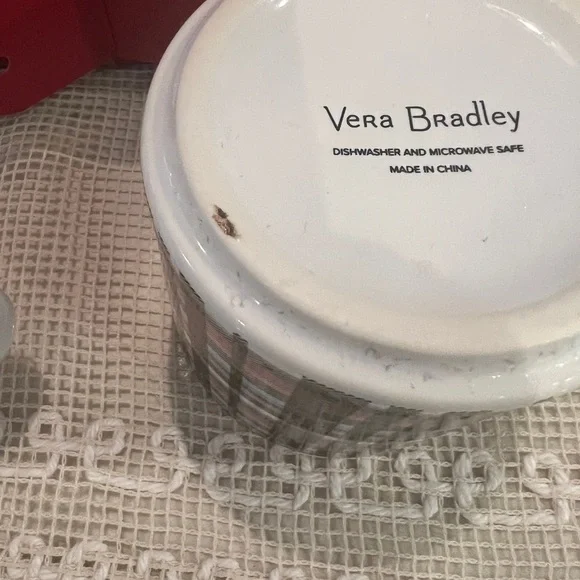 Vera Bradley
DISHWASHER AND MICROWAVE SAFE
MADE IN CHINA